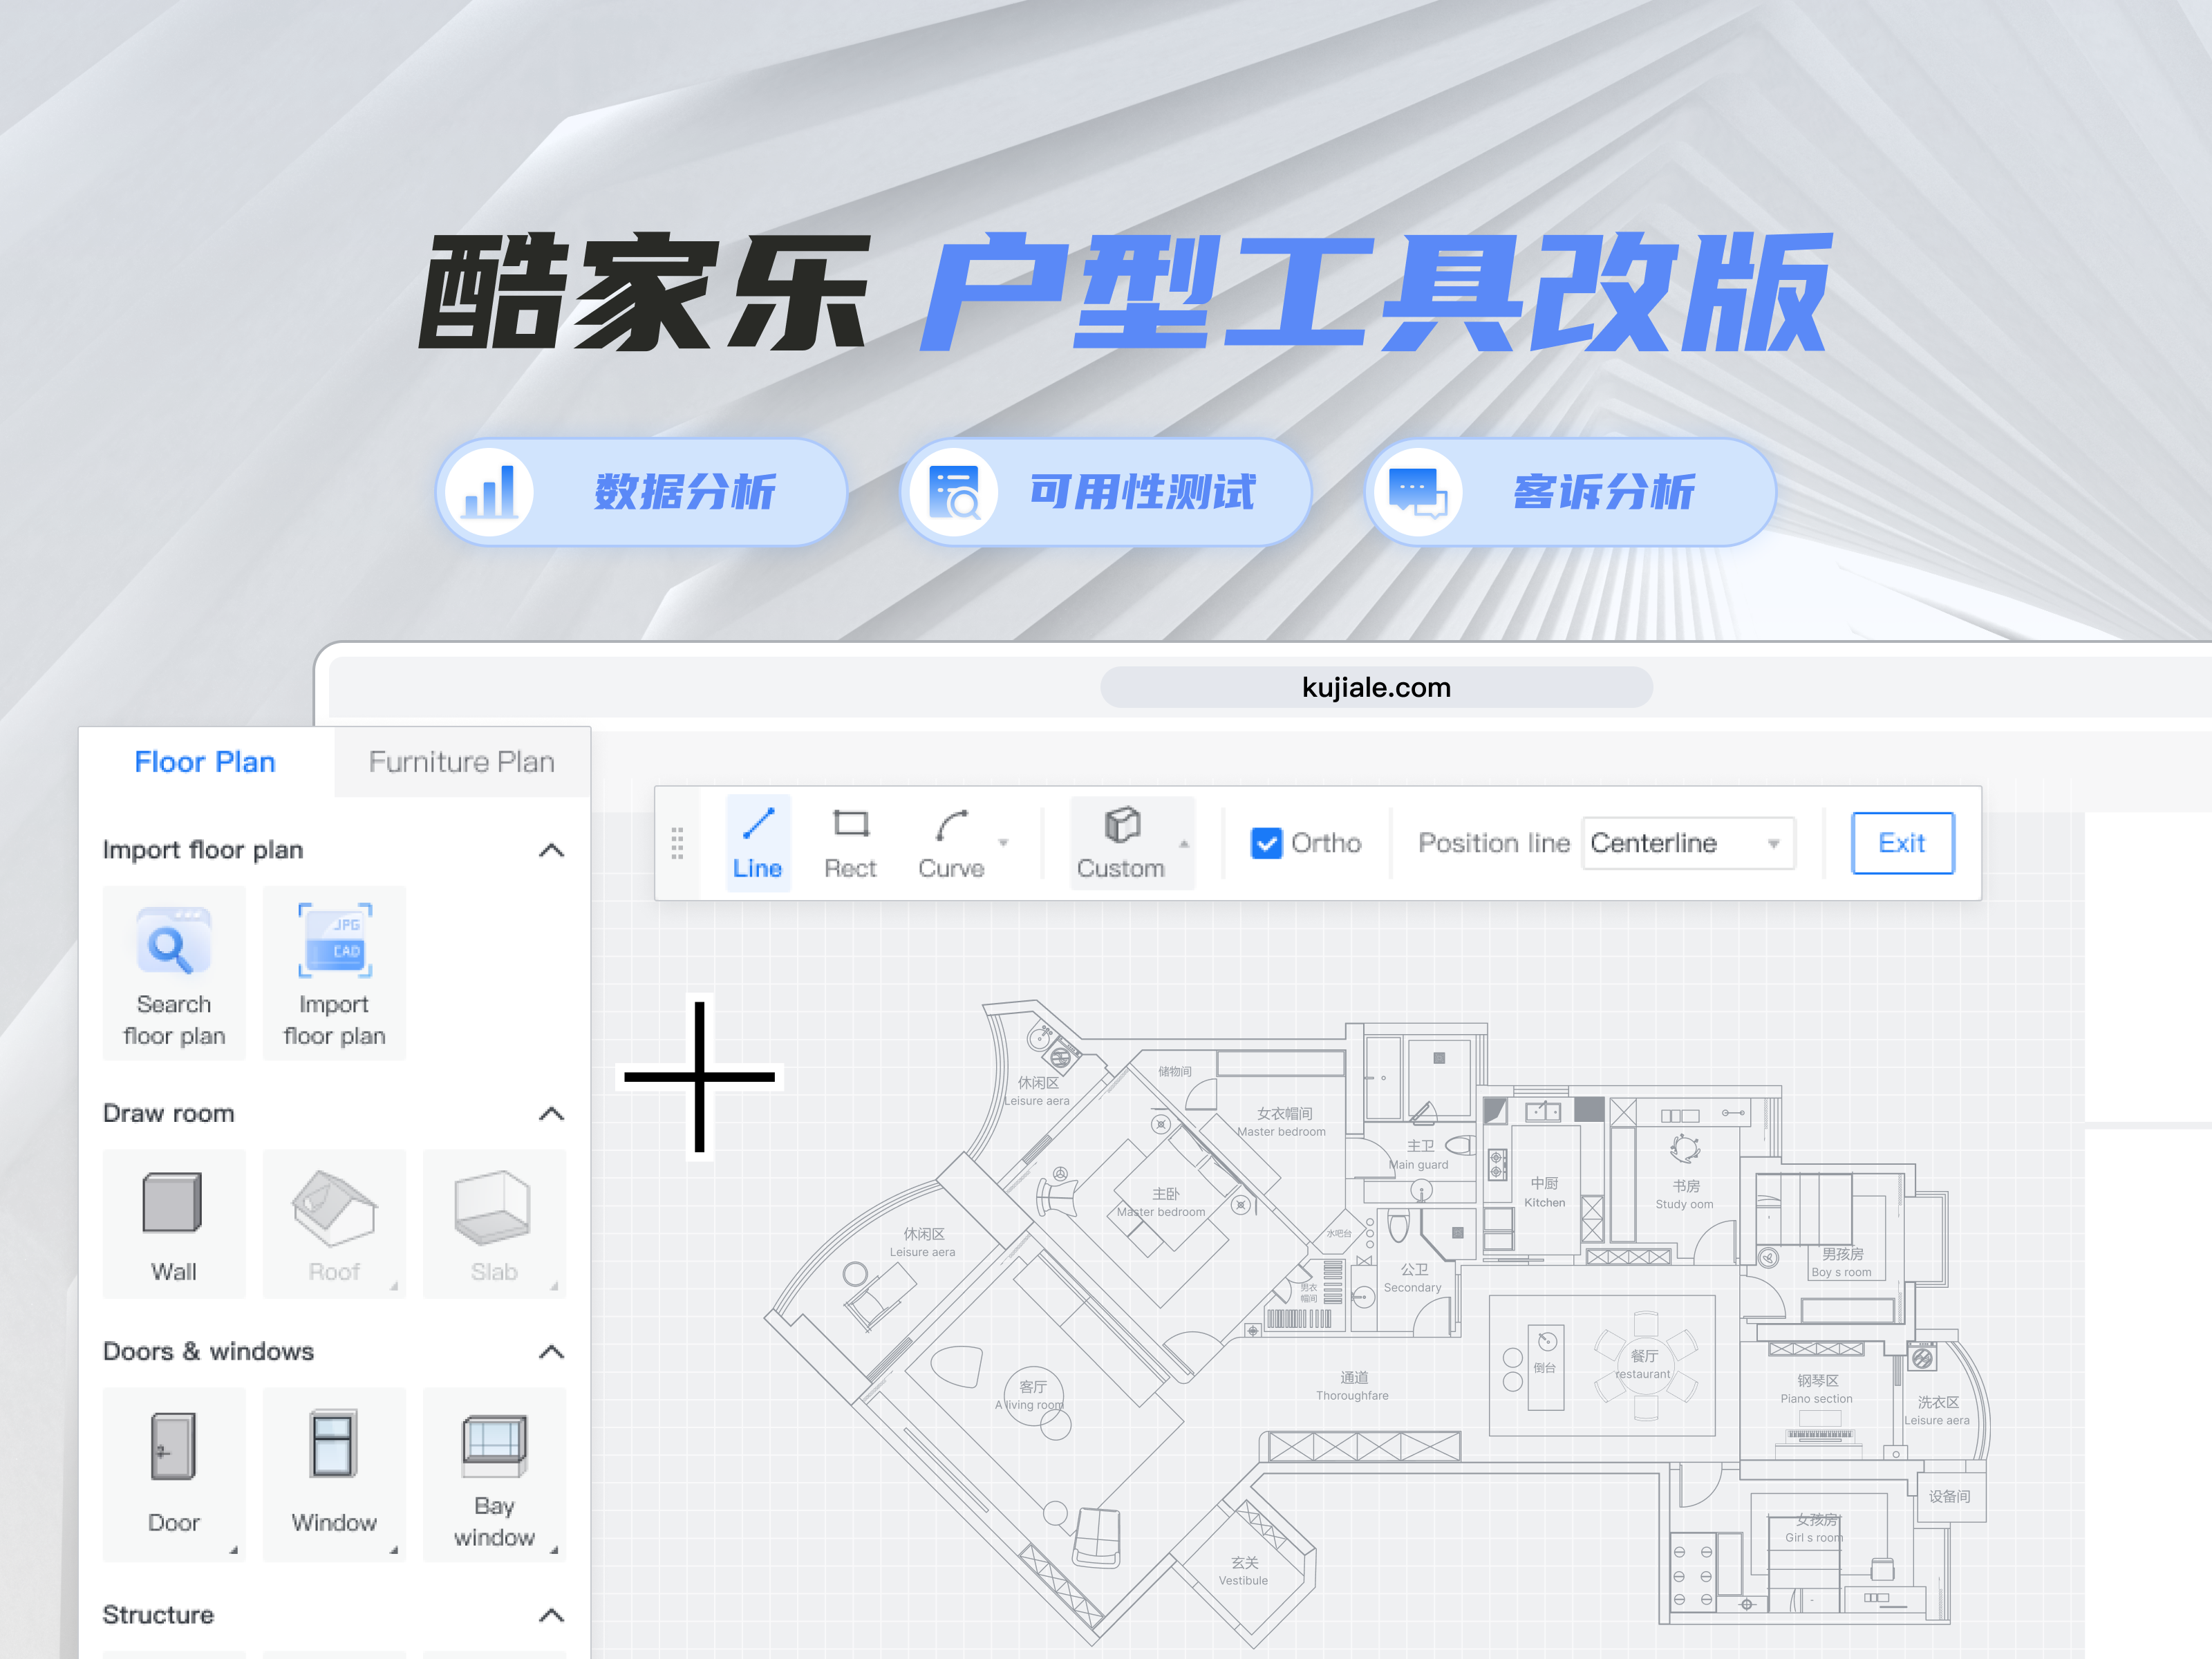 酷家乐 户型工具改版
数据分析
可用性测试
客诉分析
kujiale.com
Floor Plan
Furniture Plan
Import floor plan
JPG
CAD
Search
floor plan
Import
floor plan
Draw room
Wall
Roof
Slab
Doors & windows
Door
Window
Bay
window
Structure
Line
Rect
Curve
Custom
Ortho
Position line
Centerline
Exit
休闲区
Leisure aera
储物间
女衣帽间
Master bedroom
主卫
Main guard
中厨
Kitchen
书房
Study oom
主卧
Master bedroom
休闲区
Leisure aera
水吧台
公卫
Secondary
男衣
帽间
男孩房
Boy s room
客厅
A living room
通道
Thoroughfare
倒台
餐厅
restaurant
钢琴区
Piano section
洗衣区
Leisure aera
设备间
女孩房
Girl s room
玄关
Vestibule